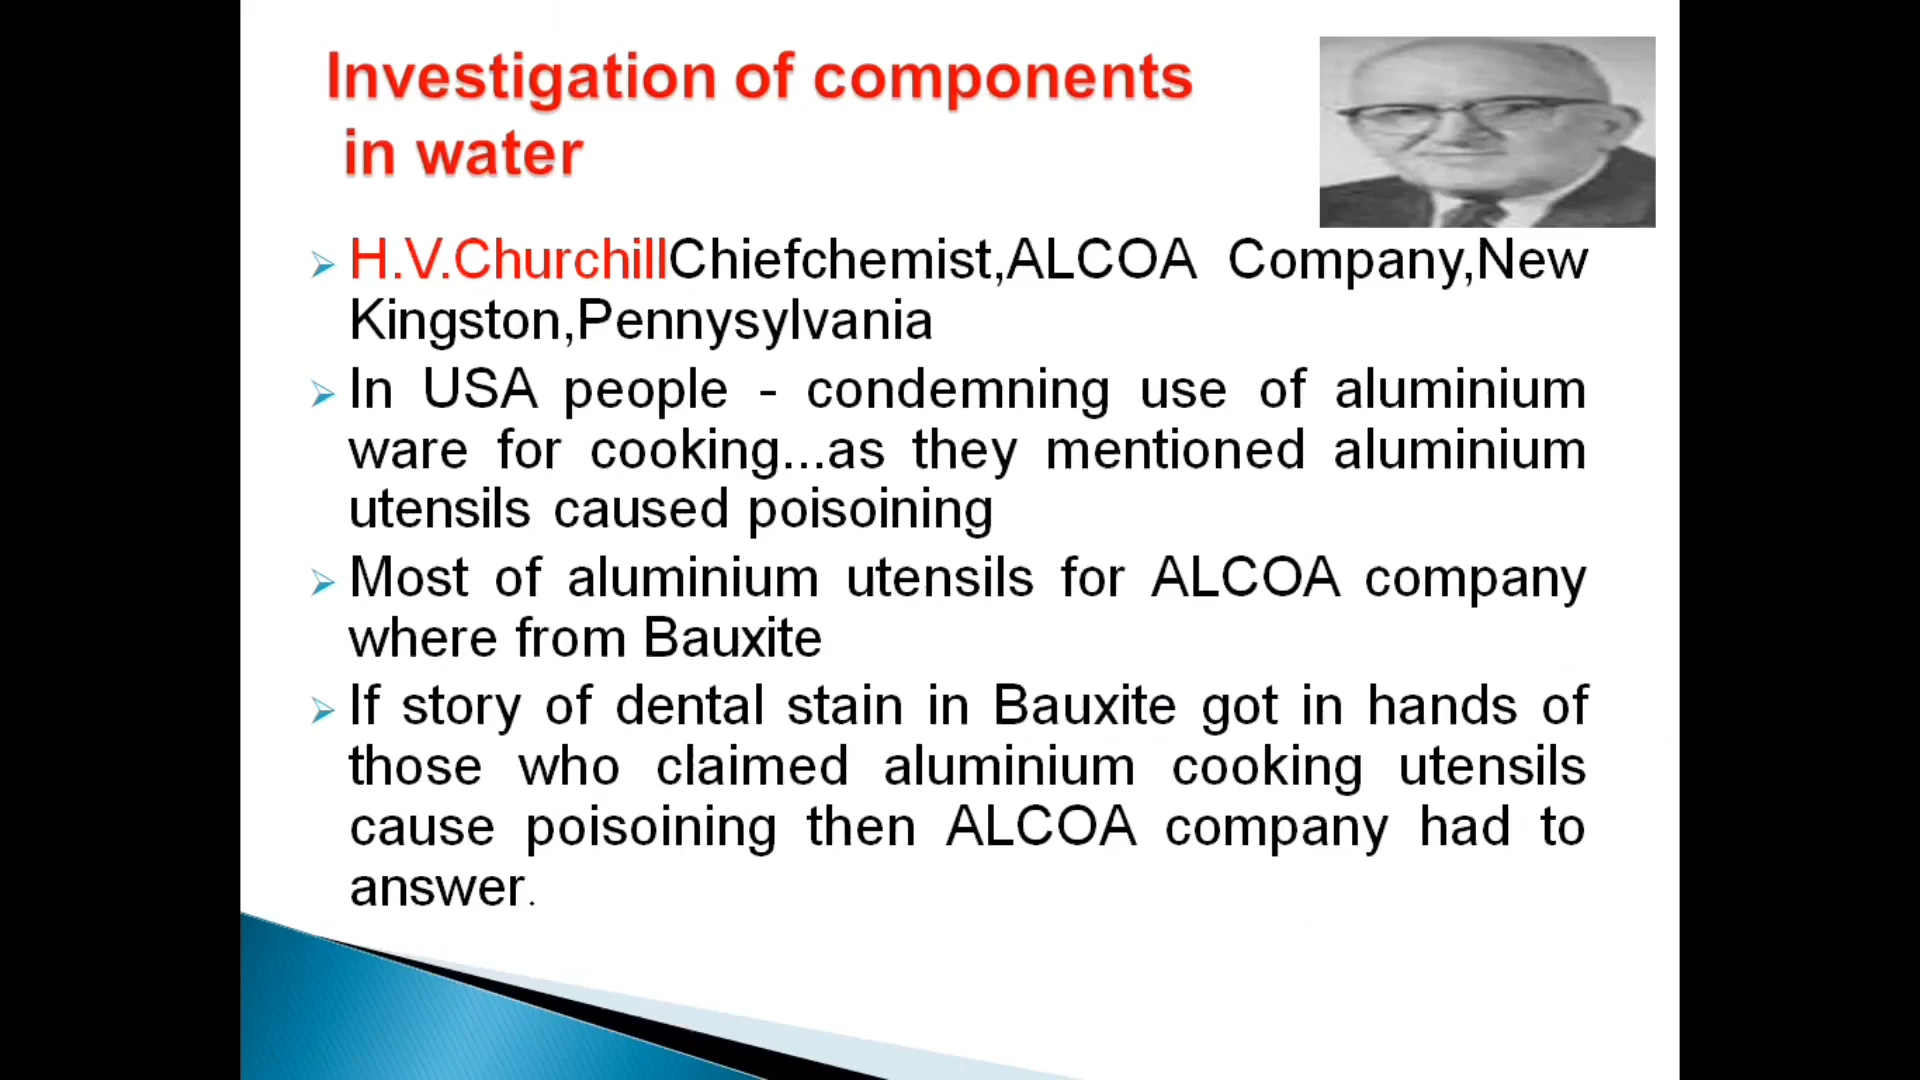 Investigation of components
in water
H.V.ChurchillChiefchemist,ALCOA Company,New
Kingston,Pennysylvania
In USA people - condemning use of aluminium
ware for cooking...as they mentioned aluminium
utensils caused poisoining
Most of aluminium utensils for ALCOA company
where from Bauxite
If story of dental stain in Bauxite got in hands of
those who claimed aluminium cooking utensils
cause poisoining then ALCOA company had to
answer.